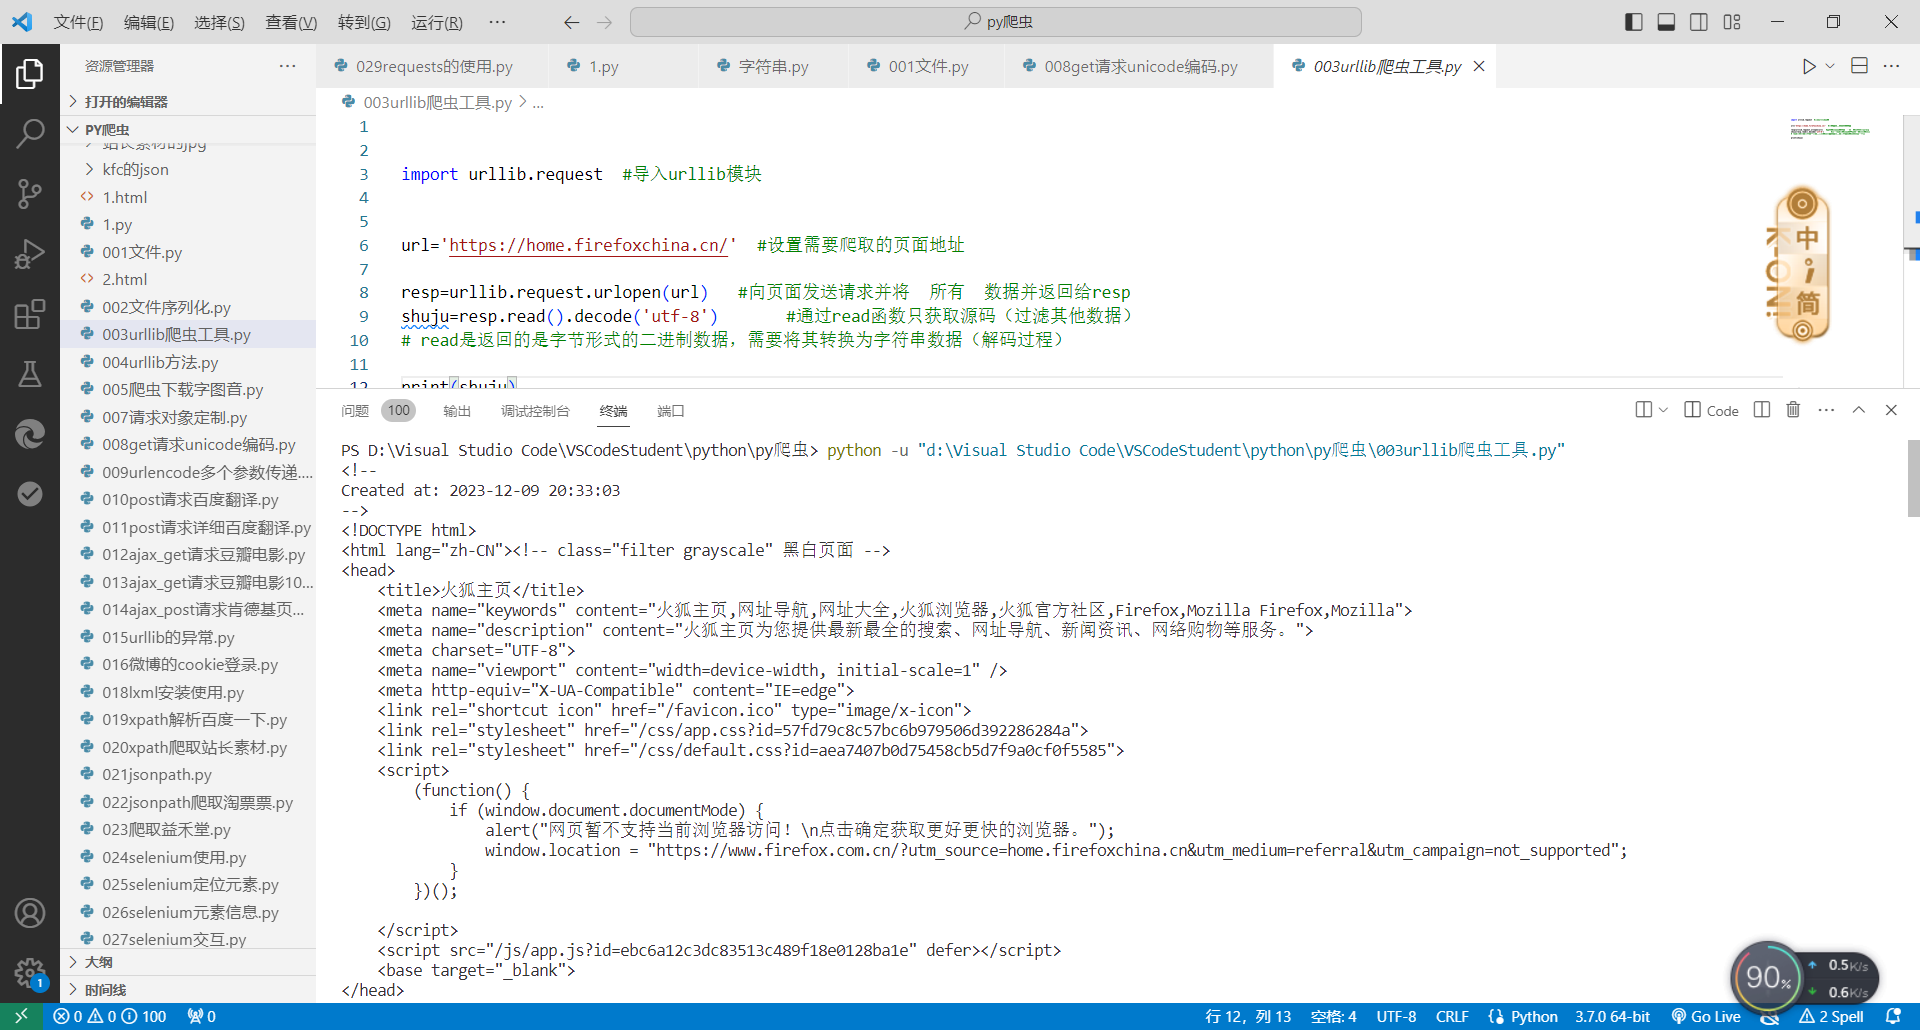 文件(F) 编辑(E) 选择(S) 查看(V) 转到(G) 运行(R) ··· py爬虫
资源管理器
打开的编辑器
PY爬虫
站长素材的jpg
kfc的json
1.html
1.py
001文件.py
2.html
002文件序列化.py
003urllib爬虫工具.py
004urllib方法.py
005爬虫下载字图音.py
007请求对象定制.py
008get请求unicode编码.py
009urlencode多个参数传递....
010post请求百度翻译.py
011post请求详细百度翻译.py
012ajax_get请求豆瓣电影.py
013ajax_get请求豆瓣电影10...
014ajax_post请求肯德基页...
015urllib的异常.py
016微博的cookie登录.py
018lxml安装使用.py
019xpath解析百度一下.py
020xpath爬取站长素材.py
021jsonpath.py
022jsonpath爬取淘票票.py
023爬取益禾堂.py
024selenium使用.py
025selenium定位元素.py
026selenium元素信息.py
027selenium交互.py
大纲
时间线
029requests的使用.py 1.py 字符串.py 001文件.py 008get请求unicode编码.py 003urllib爬虫工具.py
003urllib爬虫工具.py > ...
1
2
3 import urllib.request  #导入urllib模块
4
5
6 url='https://home.firefoxchina.cn/'  #设置需要爬取的页面地址
7
8 resp=urllib.request.urlopen(url)   #向页面发送请求并将  所有  数据并返回给resp
9 shuju=resp.read().decode('utf-8')       #通过read函数只获取源码（过滤其他数据）
10 # read是返回的是字节形式的二进制数据，需要将其转换为字符串数据（解码过程）
11
12 print(shuju)
K-ON!
中
i
简
问题 100 输出 调试控制台 终端 端口 Code
PS D:\Visual Studio Code\VSCodeStudent\python\py爬虫> python -u "d:\Visual Studio Code\VSCodeStudent\python\py爬虫\003urllib爬虫工具.py"
<!--
Created at: 2023-12-09 20:33:03
-->
<!DOCTYPE html>
<html lang="zh-CN"><!-- class="filter grayscale" 黑白页面 -->
<head>
    <title>火狐主页</title>
    <meta name="keywords" content="火狐主页,网址导航,网址大全,火狐浏览器,火狐官方社区,Firefox,Mozilla Firefox,Mozilla">
    <meta name="description" content="火狐主页为您提供最新最全的搜索、网址导航、新闻资讯、网络购物等服务。">
    <meta charset="UTF-8">
    <meta name="viewport" content="width=device-width, initial-scale=1" />
    <meta http-equiv="X-UA-Compatible" content="IE=edge">
    <link rel="shortcut icon" href="/favicon.ico" type="image/x-icon">
    <link rel="stylesheet" href="/css/app.css?id=57fd79c8c57bc6b979506d392286284a">
    <link rel="stylesheet" href="/css/default.css?id=aea7407b0d75458cb5d7f9a0cf0f5585">
    <script>
        (function() {
            if (window.document.documentMode) {
                alert("网页暂不支持当前浏览器访问！\n点击确定获取更好更快的浏览器。");
                window.location = "https://www.firefox.com.cn/?utm_source=home.firefoxchina.cn&utm_medium=referral&utm_campaign=not_supported";
            }
        })();
    </script>
    <script src="/js/app.js?id=ebc6a12c3dc83513c489f18e0128ba1e" defer></script>
    <base target="_blank">
</head>
90%
0.5K/s
0.6K/s
1
0 0 100 0 行 12，列 13 空格: 4 UTF-8 CRLF Python 3.7.0 64-bit Go Live 2 Spell